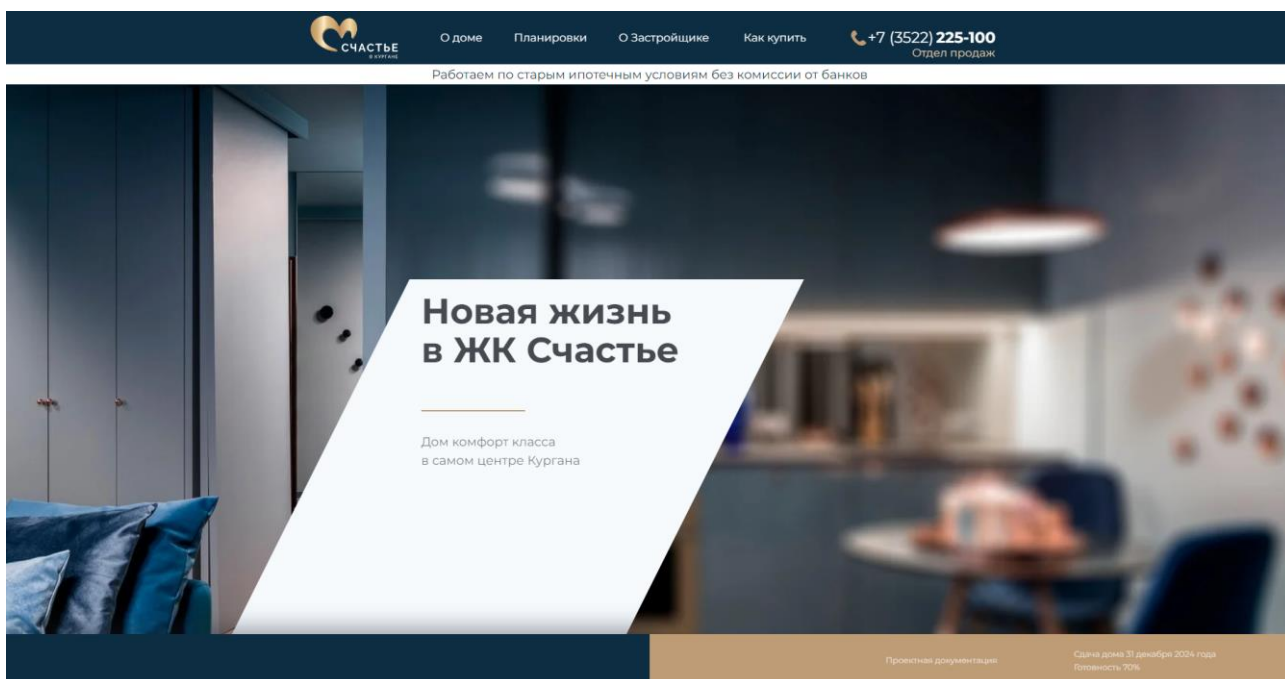 СЧАСТЬЕ
В КУРГАНЕ
О доме
Планировки
О Застройщике
Как купить
+7 (3522) 225-100
Отдел продаж
Работаем по старым ипотечным условиям без комиссии от банков
Новая жизнь
в ЖК Счастье
Дом комфорт класса
в самом центре Кургана
Проектная документация
Сдача дома 31 декабря 2024 года
Готовность 70%